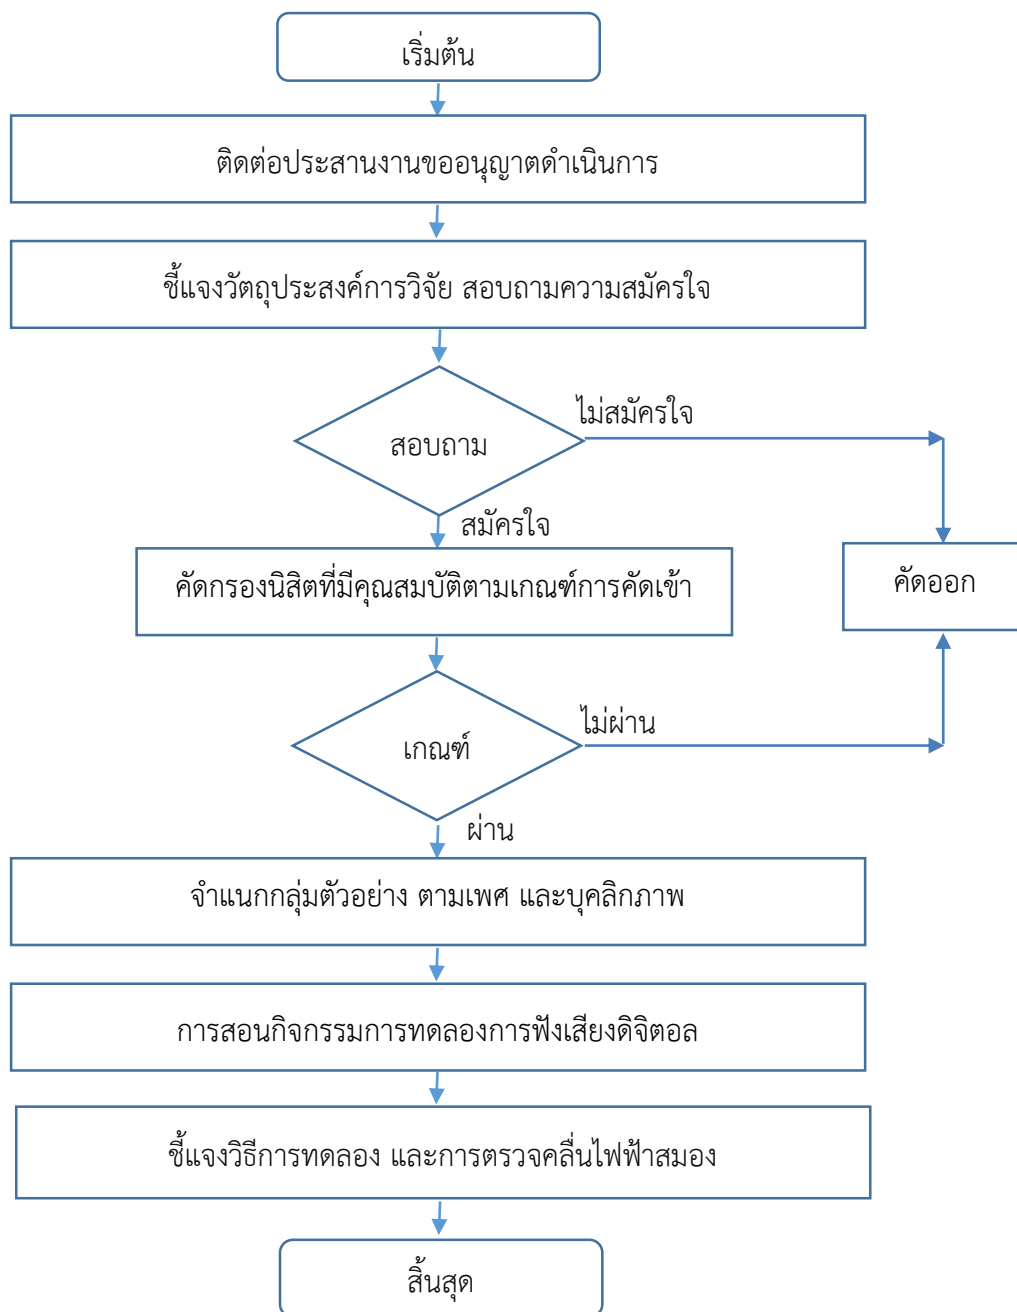 เริ่มต้น
ติดต่อประสานงานขออนุญาตดำเนินการ
ชี้แจงวัตถุประสงค์การวิจัย สอบถามความสมัครใจ
ไม่สมัครใจ
สอบถาม
สมัครใจ
คัดกรองนิสิตที่มีคุณสมบัติตามเกณฑ์การคัดเข้า
คัดออก
ไม่ผ่าน
เกณฑ์
ผ่าน
จำแนกกลุ่มตัวอย่าง ตามเพศ และบุคลิกภาพ
การสอนกิจกรรมการทดลองการฟังเสียงดิจิตอล
ชี้แจงวิธีการทดลอง และการตรวจคลื่นไฟฟ้าสมอง
สิ้นสุด